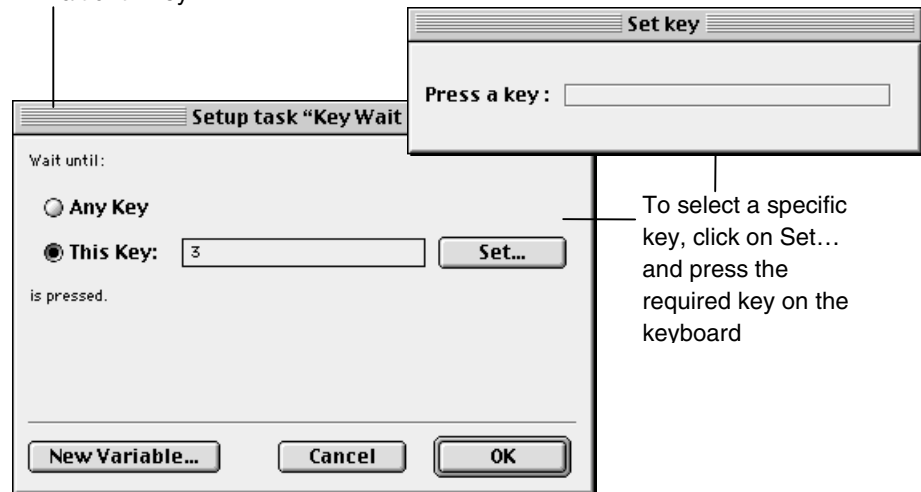 Set key
Press a key :
Setup task “Key Wait
Wait until:
Any Key
This Key: 3 Set...
is pressed.
New Variable... Cancel OK
To select a specific
key, click on Set…
and press the
required key on the
keyboard